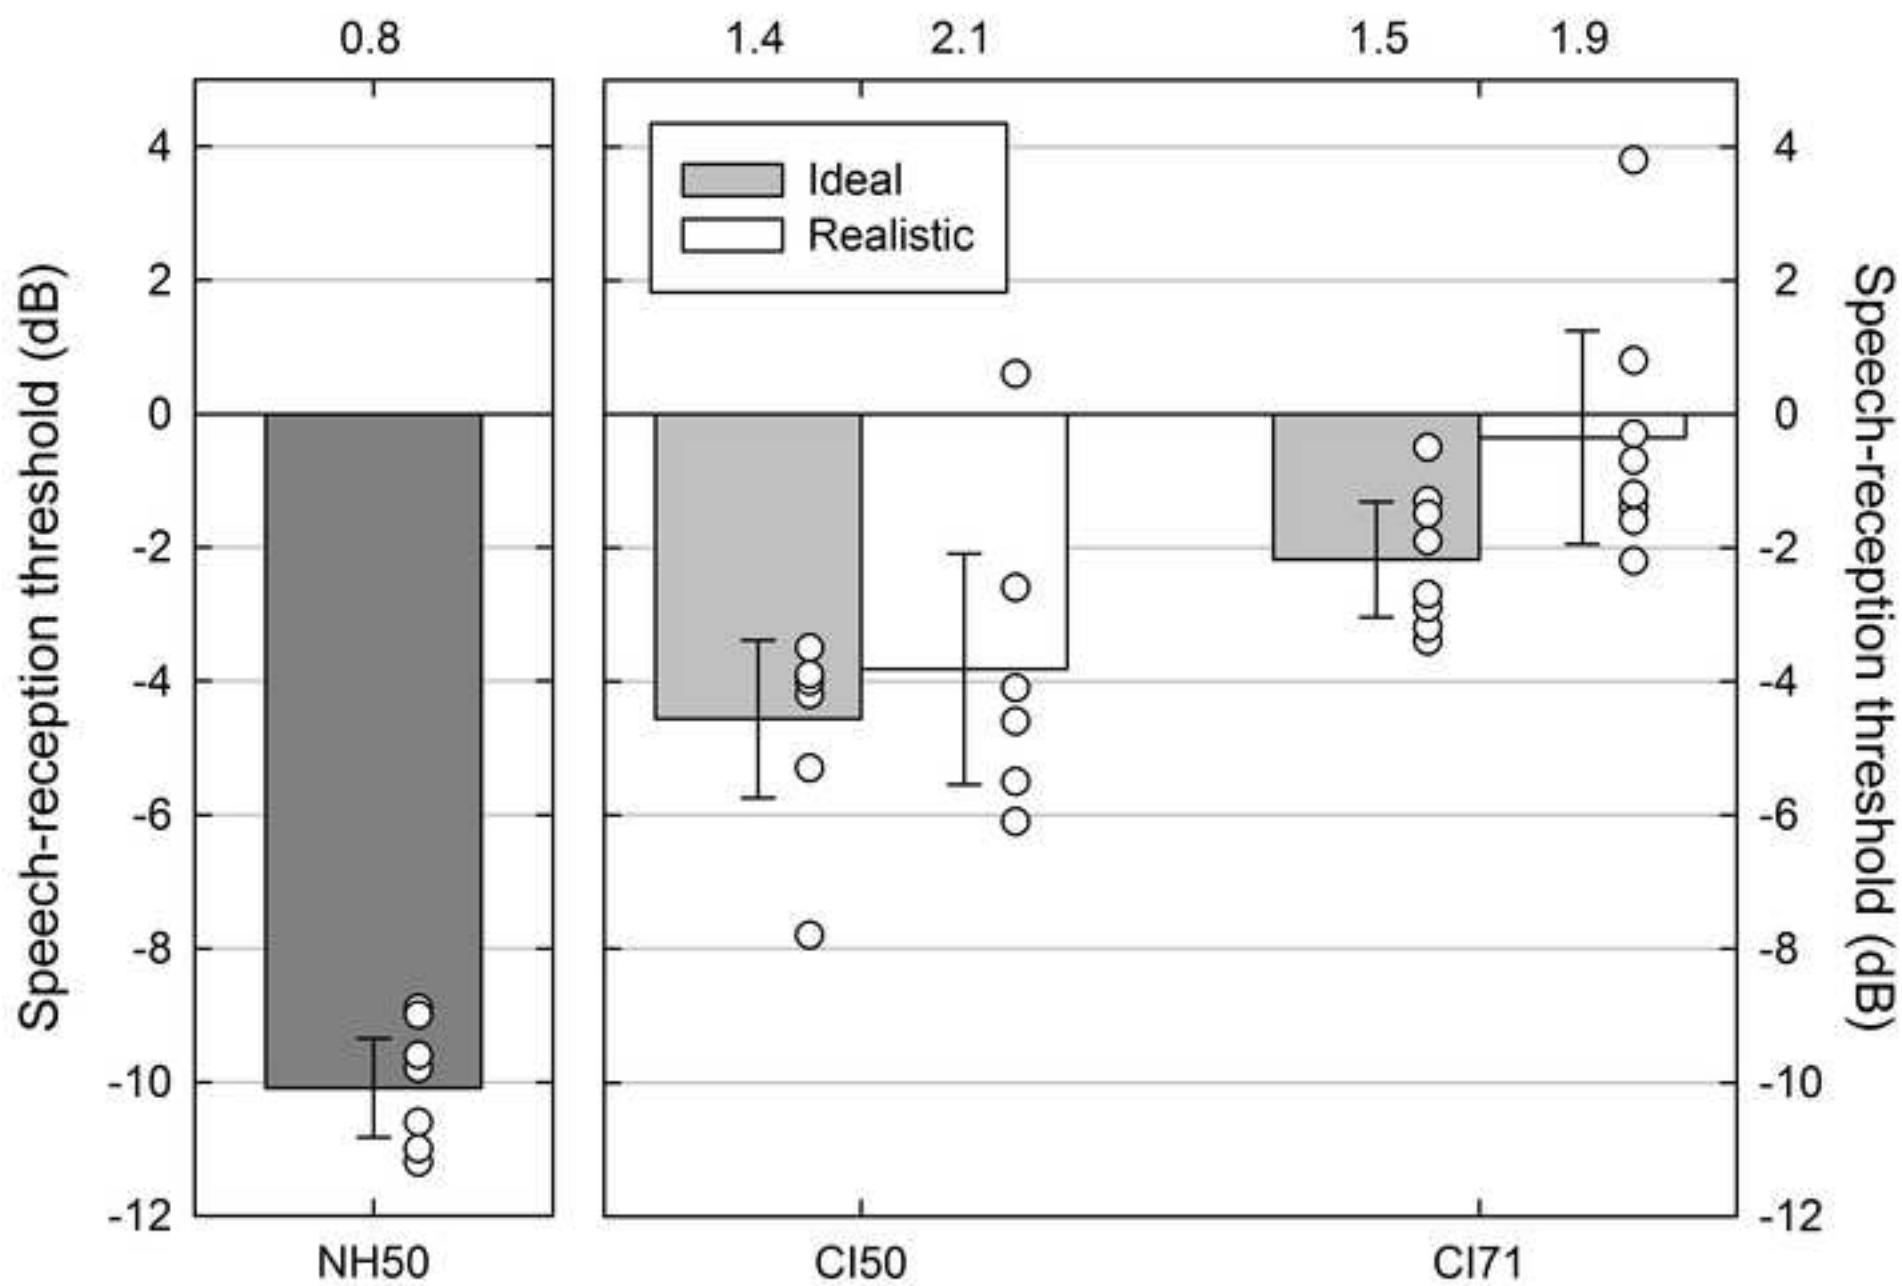 0.8
1.4 2.1 1.5 1.9
Speech-reception threshold (dB)
4
2
0
-2
-4
-6
-8
-10
-12
Ideal
Realistic
4
2
0
-2
-4
-6
-8
-10
-12
Speech-reception threshold (dB)
NH50
CI50
CI71